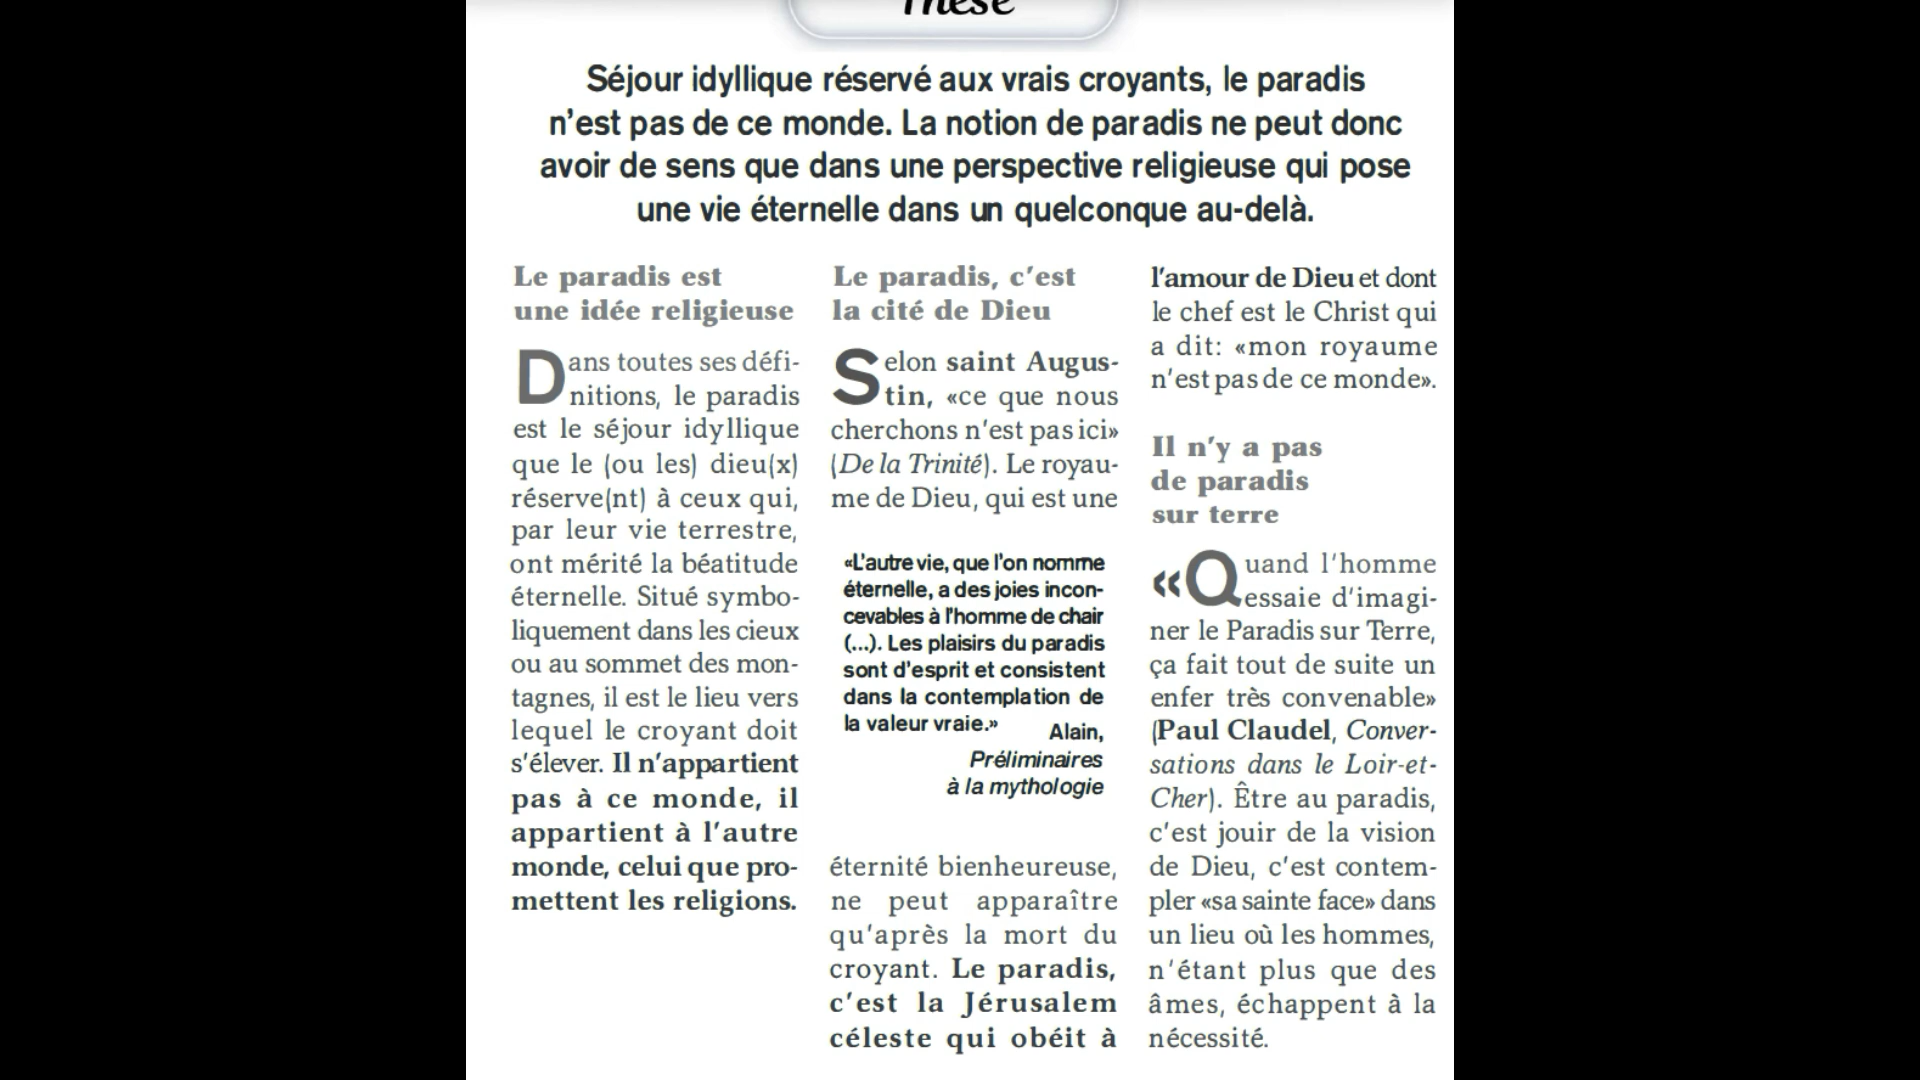 Thèse
Séjour idyllique réservé aux vrais croyants, le paradis
n'est pas de ce monde. La notion de paradis ne peut donc
avoir de sens que dans une perspective religieuse qui pose
une vie éternelle dans un quelconque au-delà.
Le paradis est
une idée religieuse
Dans toutes ses défi-
nitions, le paradis
est le séjour idyllique
que le (ou les) dieu(x)
réserve(nt) à ceux qui,
par leur vie terrestre,
ont mérité la béatitude
éternelle. Situé symbo-
liquement dans les cieux
ou au sommet des mon-
tagnes, il est le lieu vers
lequel le croyant doit
s'élever. Il n'appartient
pas à ce monde, il
appartient à l'autre
monde, celui que pro-
mettent les religions.
Le paradis, c'est
la cité de Dieu
Selon saint Augus-
tin, «ce que nous
cherchons n'est pas ici»
(De la Trinité). Le royau-
me de Dieu, qui est une
«L'autre vie, que l'on nomme
éternelle, a des joies incon-
cevables à l'homme de chair
(...). Les plaisirs du paradis
sont d'esprit et consistent
dans la contemplation de
la valeur vraie.»
Alain,
Préliminaires
à la mythologie
éternité bienheureuse,
ne peut apparaître
qu'après la mort du
croyant. Le paradis,
c'est la Jérusalem
céleste qui obéit à
l'amour de Dieu et dont
le chef est le Christ qui
a dit: «mon royaume
n'est pas de ce monde».
Il n'y a pas
de paradis
sur terre
«Quand l'homme
essaie d'imagi-
ner le Paradis sur Terre,
ça fait tout de suite un
enfer très convenable»
(Paul Claudel, Conver-
sations dans le Loir-et-
Cher). Être au paradis,
c'est jouir de la vision
de Dieu, c'est contem-
pler «sa sainte face» dans
un lieu où les hommes,
n'étant plus que des
âmes, échappent à la
nécessité.